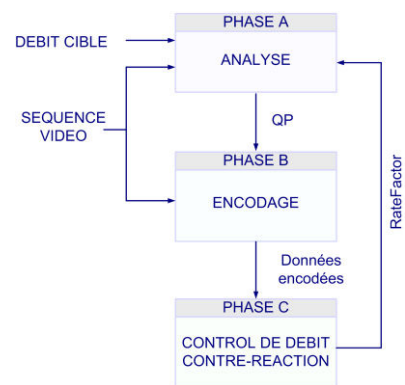 PHASE A
DEBIT CIBLE
ANALYSE
SEQUENCE
VIDEO
QP
PHASE B
ENCODAGE
RateFactor
Données
encodées
PHASE C
CONTROL DE DEBIT
CONTRE-REACTION